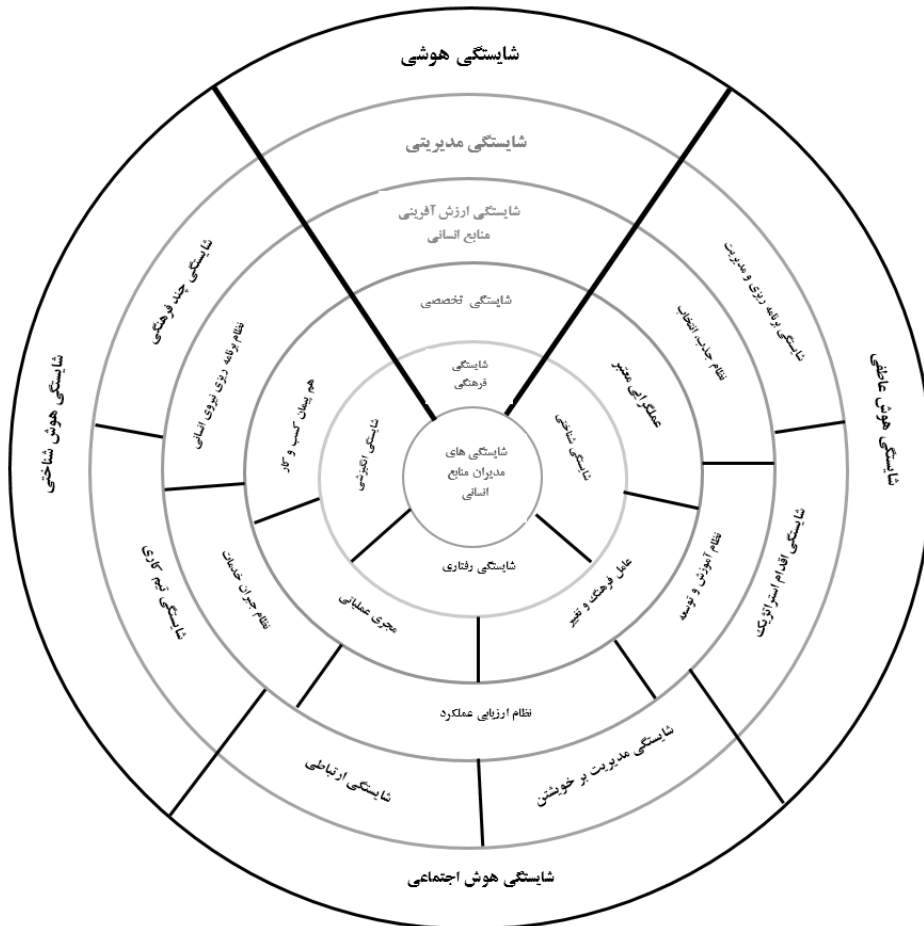 شایستگی هوشی
شایستگی مدیریتی
شایستگی ارزش آفرینی
منابع انسانی
شایستگی تخصصی
شایستگی
فرهنگی
شایستگی های
مدیران منابع
انسانی
شایستگی هوش عاطفی
شایستگی هوش اجتماعی
شایستگی هوش شناختی
شایستگی برنامه ریزی و مدیریت
شایستگی اقدام استراتژیک
شایستگی مدیریت بر خویشتن
شایستگی ارتباطی
شایستگی تیم کاری
شایستگی چند فرهنگی
نظام جذب، انتخاب
نظام آموزش و توسعه
نظام ارزیابی عملکرد
نظام جبران خدمات
نظام برنامه ریزی نیروی انسانی
عملگرایی معتبر
عامل فرهنگ و تغییر
مجری عملیاتی
هم پیمان کسب و کار
شایستگی شناختی
شایستگی رفتاری
شایستگی انگیزشی